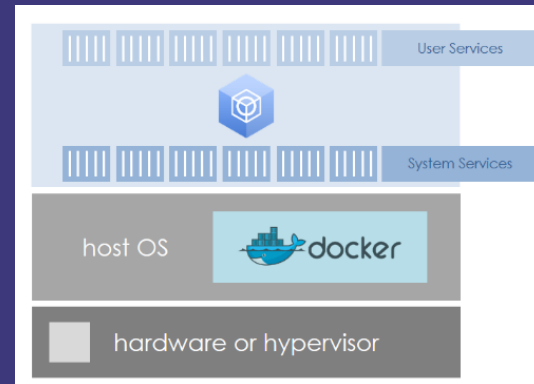 User Services
System Services
host OS
docker
hardware or hypervisor